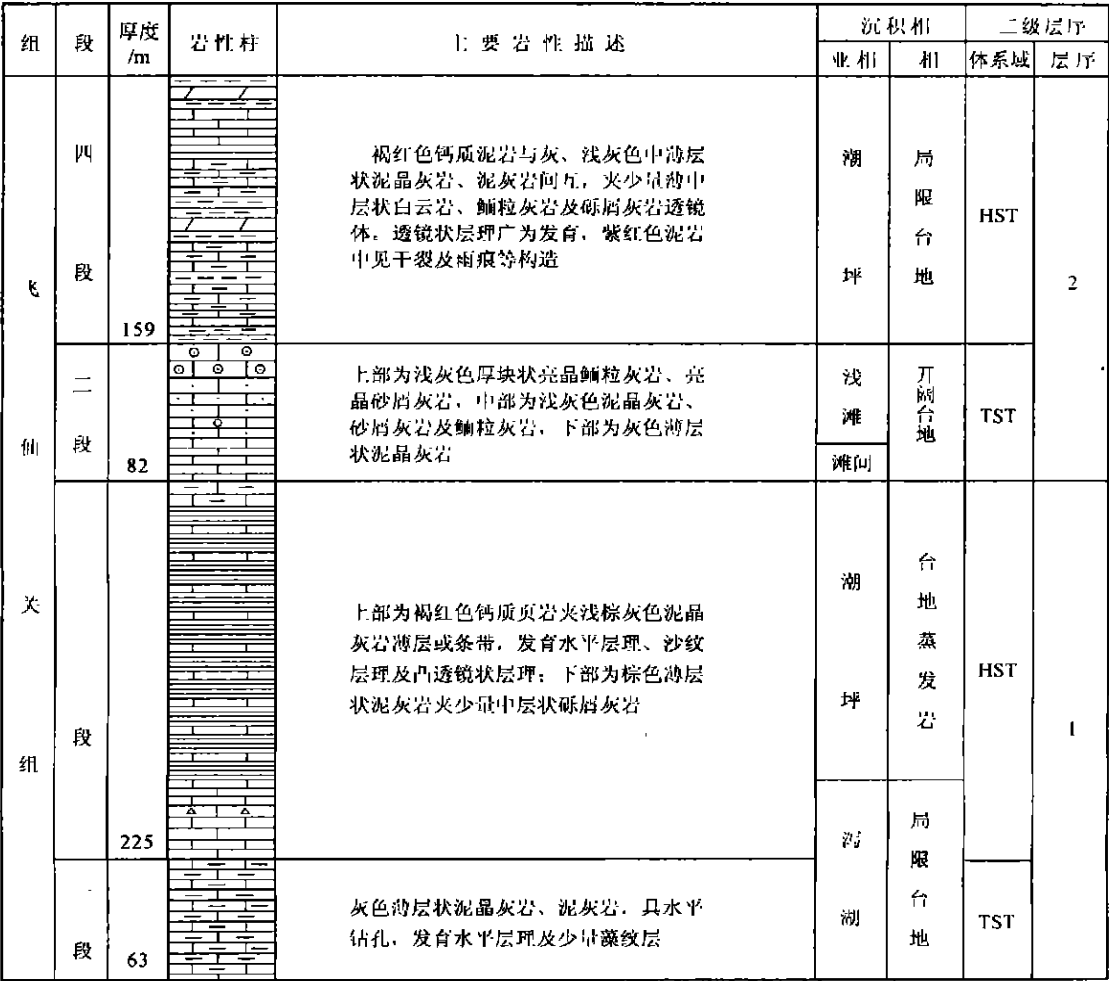 组 段 厚度/m 岩性柱 主要岩性描述 沉积相 二级层序
亚相 相 体系域 层序
飞仙关组
四段
159
褐红色钙质泥岩与灰、浅灰色中薄层
状泥晶灰岩、泥灰岩间互，夹少量薄中
层状白云岩、鲕粒灰岩及砾屑灰岩透镜
体。透镜状层理广为发育，紫红色泥岩
中见干裂及雨痕等构造
潮坪
局限台地
HST
2
段
82
上部为浅灰色厚块状亮晶鲕粒灰岩、亮
晶砂屑灰岩，中部为浅灰色泥晶灰岩、
砂屑灰岩及鲕粒灰岩，下部为灰色薄层
状泥晶灰岩
浅滩
滩间
开阔台地
TST
段
225
上部为褐红色钙质页岩夹浅棕灰色泥晶
灰岩薄层或条带，发育水平层理、沙纹
层理及凸透镜状层理；下部为棕色薄层
状泥灰岩夹少量中层状砾屑灰岩
潮坪
台地蒸发岩
HST
1
段
63
灰色薄层状泥晶灰岩、泥灰岩，具水平
钻孔，发育水平层理及少量藻纹层
泻湖
局限台地
TST